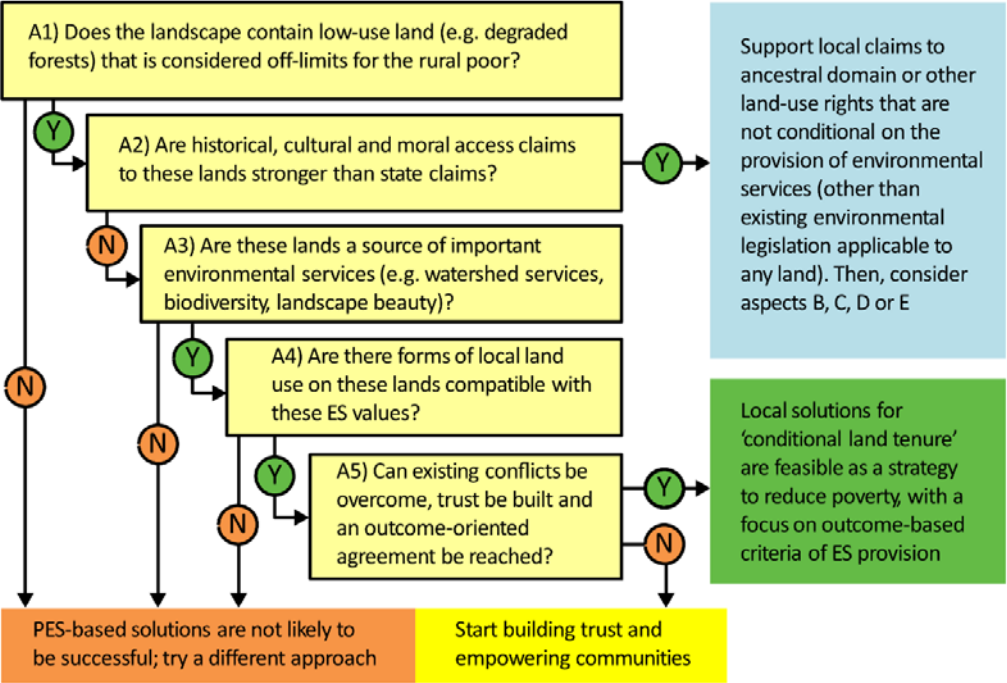 A1) Does the landscape contain low-use land (e.g. degraded
forests) that is considered off-limits for the rural poor?
Y
A2) Are historical, cultural and moral access claims
to these lands stronger than state claims?
Y
Support local claims to
ancestral domain or other
land-use rights that are
not conditional on the
provision of environmental
services (other than
existing environmental
legislation applicable to
any land). Then, consider
aspects B, C, D or E
N
A3) Are these lands a source of important
environmental services (e.g. watershed services,
biodiversity, landscape beauty)?
N
Y
A4) Are there forms of local land
use on these lands compatible with
these ES values?
N
Y
A5) Can existing conflicts be
overcome, trust be built and
an outcome-oriented
agreement be reached?
Y
Local solutions for
‘conditional land tenure’
are feasible as a strategy
to reduce poverty, with a
focus on outcome-based
criteria of ES provision
N
N
PES-based solutions are not likely to
be successful; try a different approach
Start building trust and
empowering communities